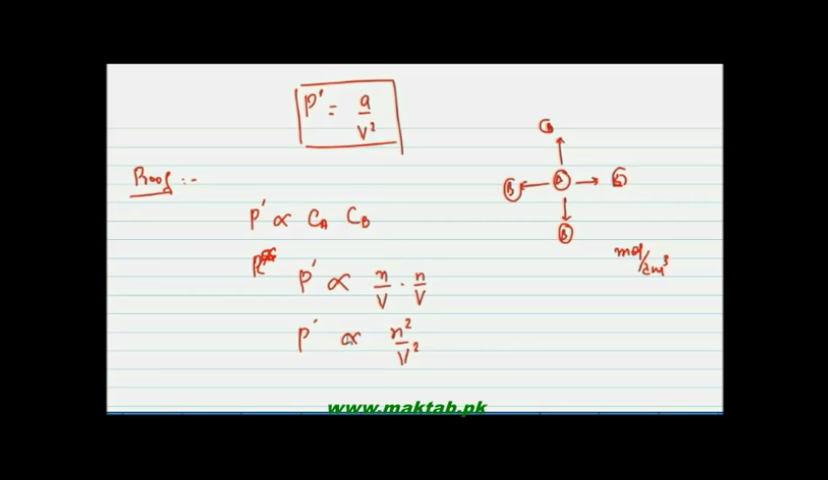 P' = a/V²
Proof :-
P' ∝ C_A C_B
P' ∝ n/V · n/V
P' ∝ n²/V²
B
B A B
B
mol/dm³
www.maktab.pk